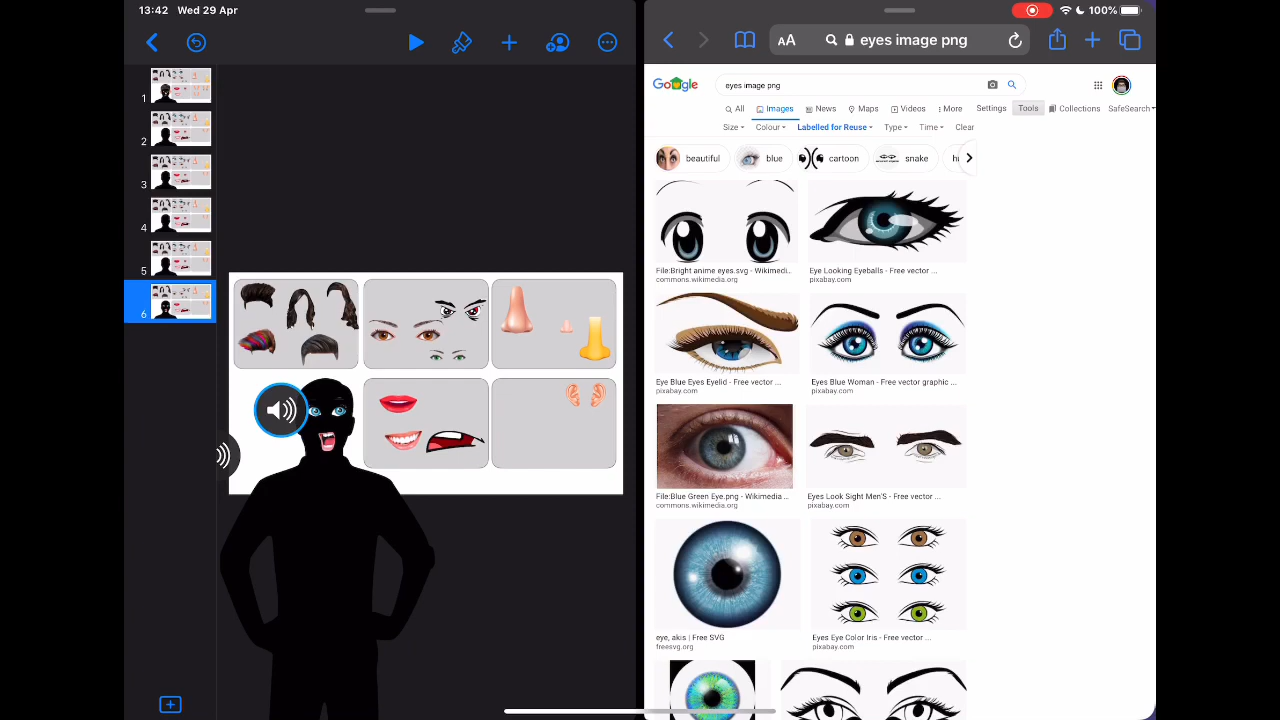 13:42 Wed 29 Apr
100%
AA eyes image png
Google
eyes image png
All Images News Maps Videos More Settings Tools Collections SafeSearch
Size Colour Labelled for Reuse Type Time Clear
beautiful blue cartoon snake
1
2
3
4
5
6
File:Bright anime eyes.svg - Wikimedi...
commons.wikimedia.org
Eye Looking Eyeballs - Free vector ...
pixabay.com
Eye Blue Eyes Eyelid - Free vector ...
pixabay.com
Eyes Blue Woman - Free vector graphic ...
pixabay.com
File:Blue Green Eye.png - Wikimedia ...
commons.wikimedia.org
Eyes Look Sight Men'S - Free vector ...
pixabay.com
eye, akis | Free SVG
freesvg.org
Eyes Eye Color Iris - Free vector ...
pixabay.com